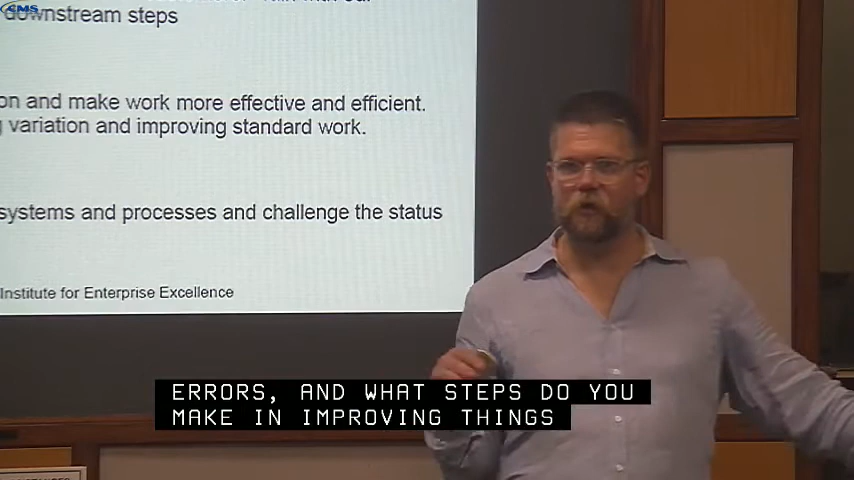 CMS
downstream steps
on and make work more effective and efficient.
variation and improving standard work.
systems and processes and challenge the status
Institute for Enterprise Excellence
ERRORS, AND WHAT STEPS DO YOU
MAKE IN IMPROVING THINGS